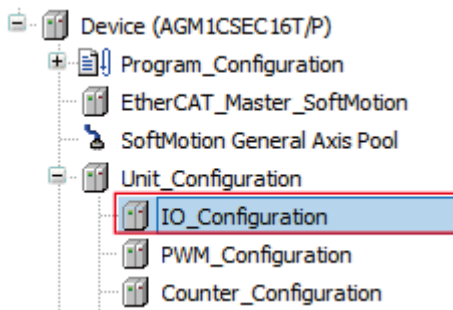 Device (AGM1CSEC16T/P)
Program_Configuration
EtherCAT_Master_SoftMotion
SoftMotion General Axis Pool
Unit_Configuration
IO_Configuration
PWM_Configuration
Counter_Configuration